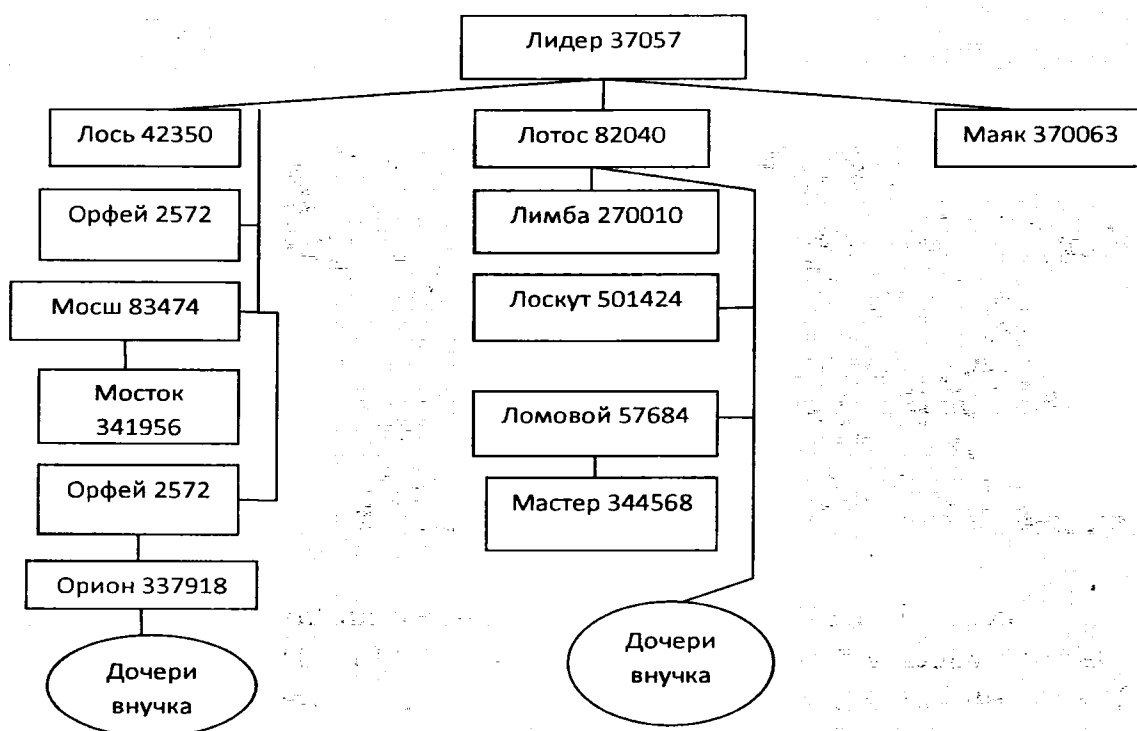 Лидер 37057
Лось 42350
Лотос 82040
Маяк 370063
Орфей 2572
Лимба 270010
Мосш 83474
Лоскут 501424
Мосток
341956
Ломовой 57684
Орфей 2572
Мастер 344568
Орион 337918
Дочери
внучка
Дочери
внучка